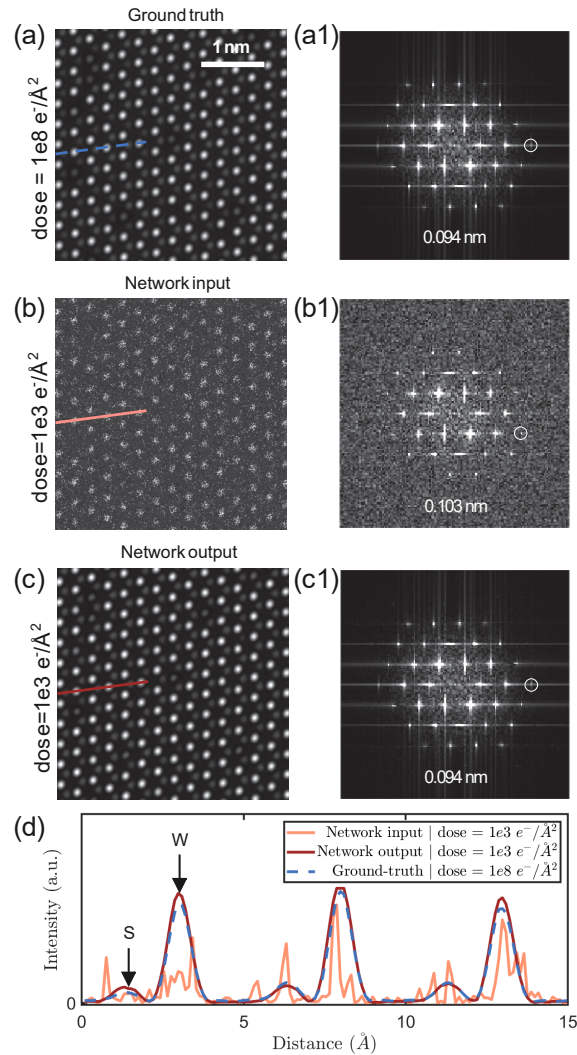 Ground truth
(a)
1 nm
dose = 1e8 e⁻/Å²
(a1)
0.094 nm
Network input
(b)
dose=1e3 e⁻/Å²
(b1)
0.103 nm
Network output
(c)
dose=1e3 e⁻/Å²
(c1)
0.094 nm
(d)
Network input | dose = 1e3 e⁻/Å²
Network output | dose = 1e3 e⁻/Å²
Ground-truth | dose = 1e8 e⁻/Å²
W
S
Intensity (a.u.)
0
0 5 10 15
Distance (Å)